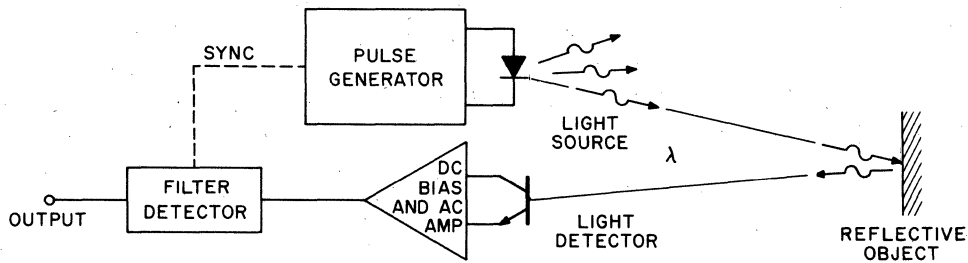 SYNC
PULSE
GENERATOR
LIGHT
SOURCE
λ
DC
BIAS
AND AC
AMP
FILTER
DETECTOR
OUTPUT
LIGHT
DETECTOR
REFLECTIVE
OBJECT